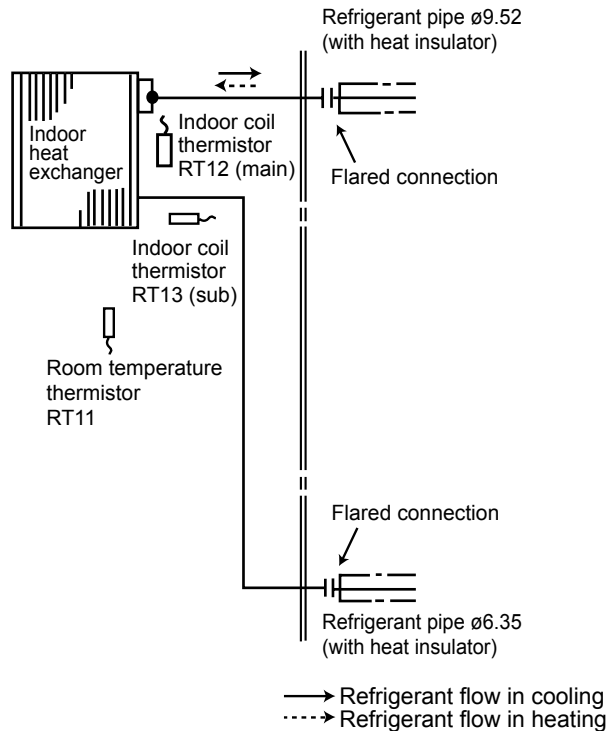 Refrigerant pipe ø9.52
(with heat insulator)
Indoor
heat
exchanger
Indoor coil
thermistor
RT12 (main)
Flared connection
Indoor coil
thermistor
RT13 (sub)
Room temperature
thermistor
RT11
Flared connection
Refrigerant pipe ø6.35
(with heat insulator)
Refrigerant flow in cooling
Refrigerant flow in heating